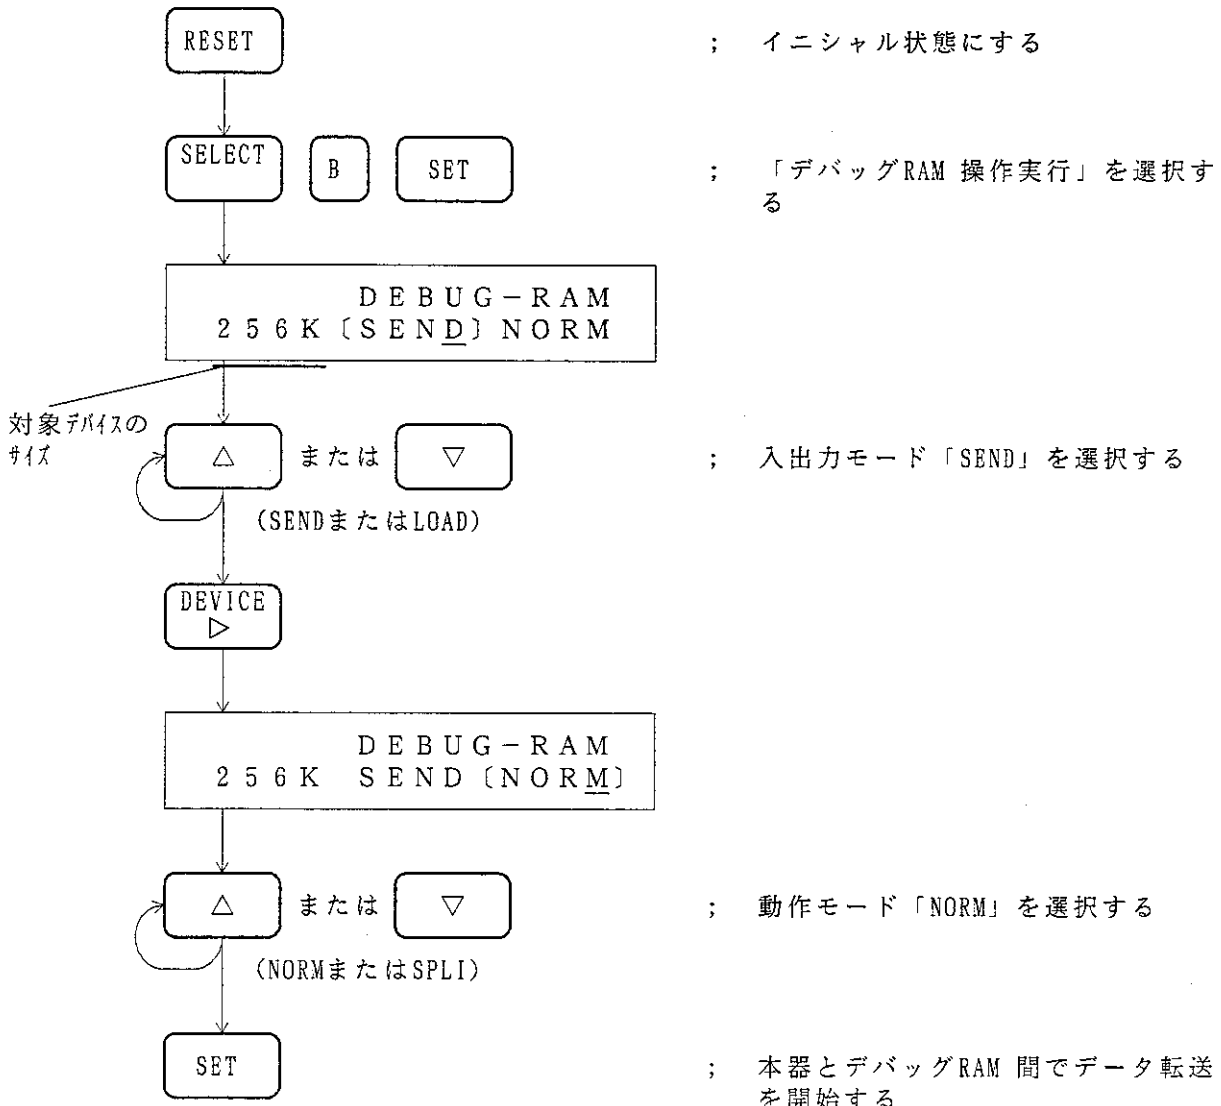 RESET ; イニシャル状態にする
SELECT B SET ; 「デバッグRAM 操作実行」を選択す
る
DEBUG−RAM
256K〔SEND〕NORM
対象デバイスの
サイズ
△ または ▽ ; 入出力モード「SEND」を選択する
(SENDまたはLOAD)
DEVICE
▷
DEBUG−RAM
256K SEND〔NORM〕
△ または ▽ ; 動作モード「NORM」を選択する
(NORMまたはSPLI)
SET ; 本器とデバッグRAM 間でデータ転送
を開始する